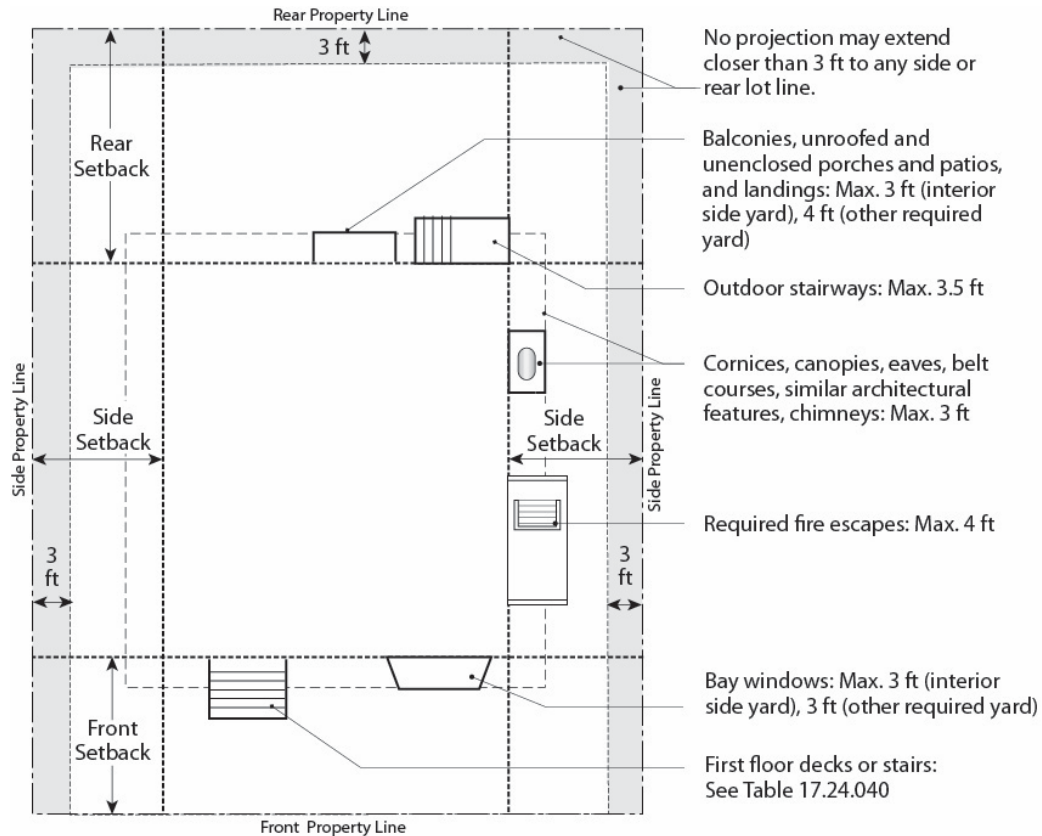 Rear Property Line
3 ft
No projection may extend
closer than 3 ft to any side or
rear lot line.
Rear
Setback
Balconies, unroofed and
unenclosed porches and patios,
and landings: Max. 3 ft (interior
side yard), 4 ft (other required
yard)
Outdoor stairways: Max. 3.5 ft
Cornices, canopies, eaves, belt
courses, similar architectural
features, chimneys: Max. 3 ft
Side Property Line
Side
Setback
Side
Setback
Side Property Line
Required fire escapes: Max. 4 ft
3
ft
3
ft
Bay windows: Max. 3 ft (interior
side yard), 3 ft (other required yard)
Front
Setback
First floor decks or stairs:
See Table 17.24.040
Front Property Line